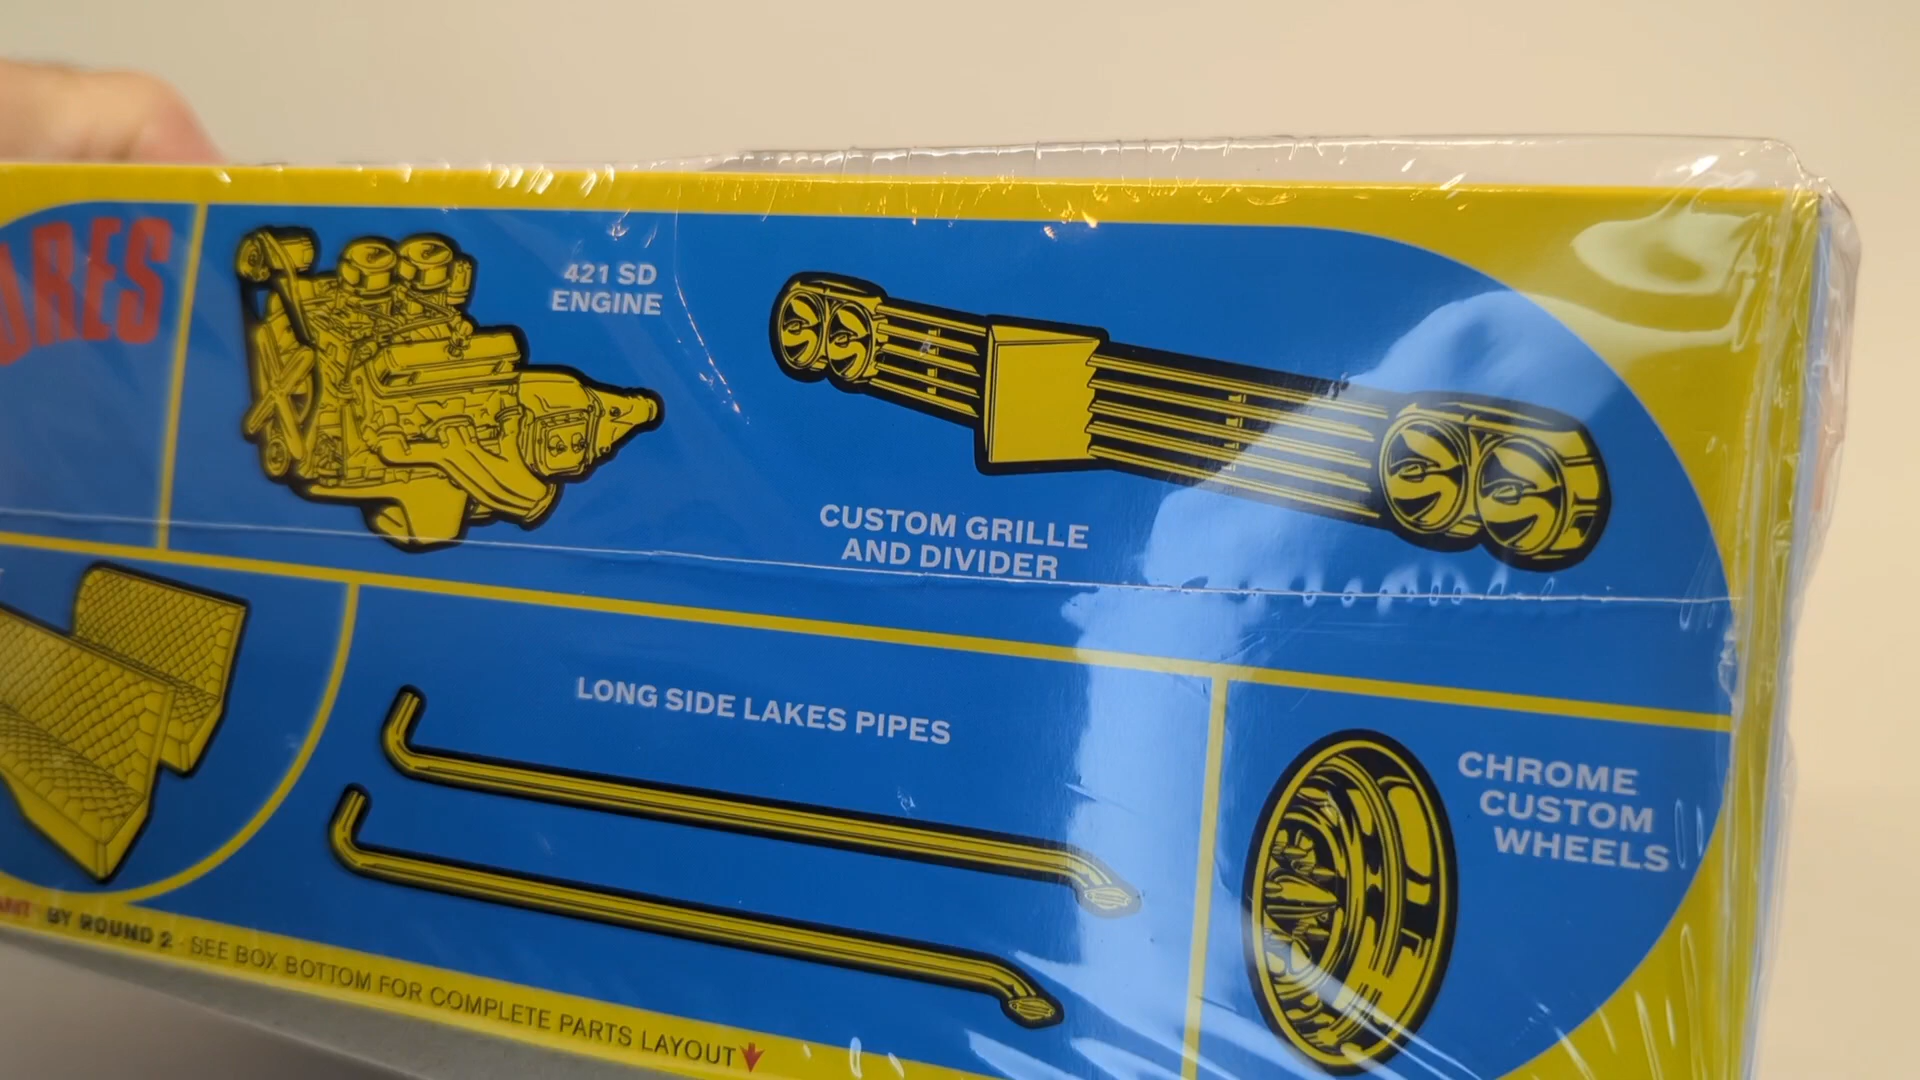 421 SD
ENGINE
CUSTOM GRILLE
AND DIVIDER
LONG SIDE LAKES PIPES
CHROME
CUSTOM
WHEELS
BY ROUND 2 · SEE BOX BOTTOM FOR COMPLETE PARTS LAYOUT